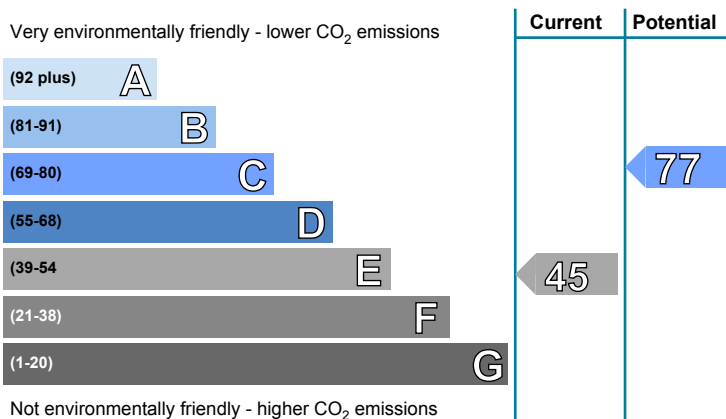 Current Potential
Very environmentally friendly - lower CO2 emissions
(92 plus) A
(81-91) B
(69-80) C
77
(55-68) D
(39-54 E
45
(21-38) F
(1-20) G
Not environmentally friendly - higher CO2 emissions